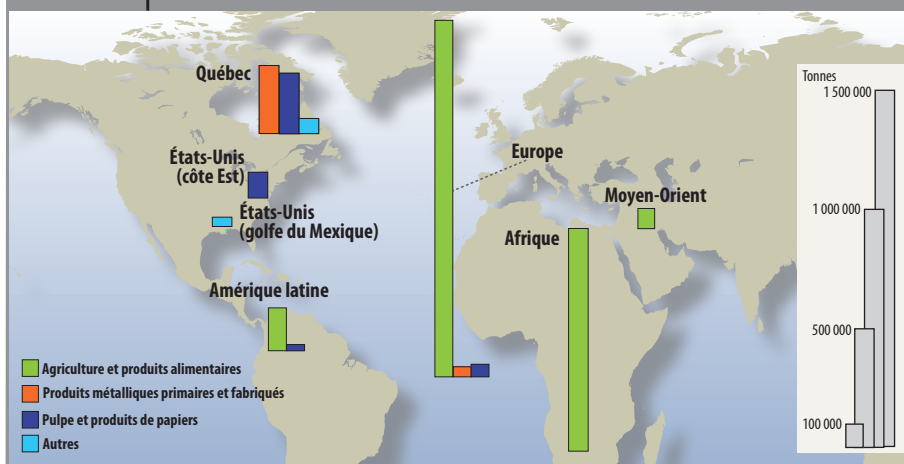 Québec
États-Unis
(côte Est)
États-Unis
(golfe du Mexique)
Amérique latine
Europe
Moyen-Orient
Afrique
Tonnes
1 500 000
1 000 000
500 000
100 000
Agriculture et produits alimentaires
Produits métalliques primaires et fabriqués
Pulpe et produits de papiers
Autres